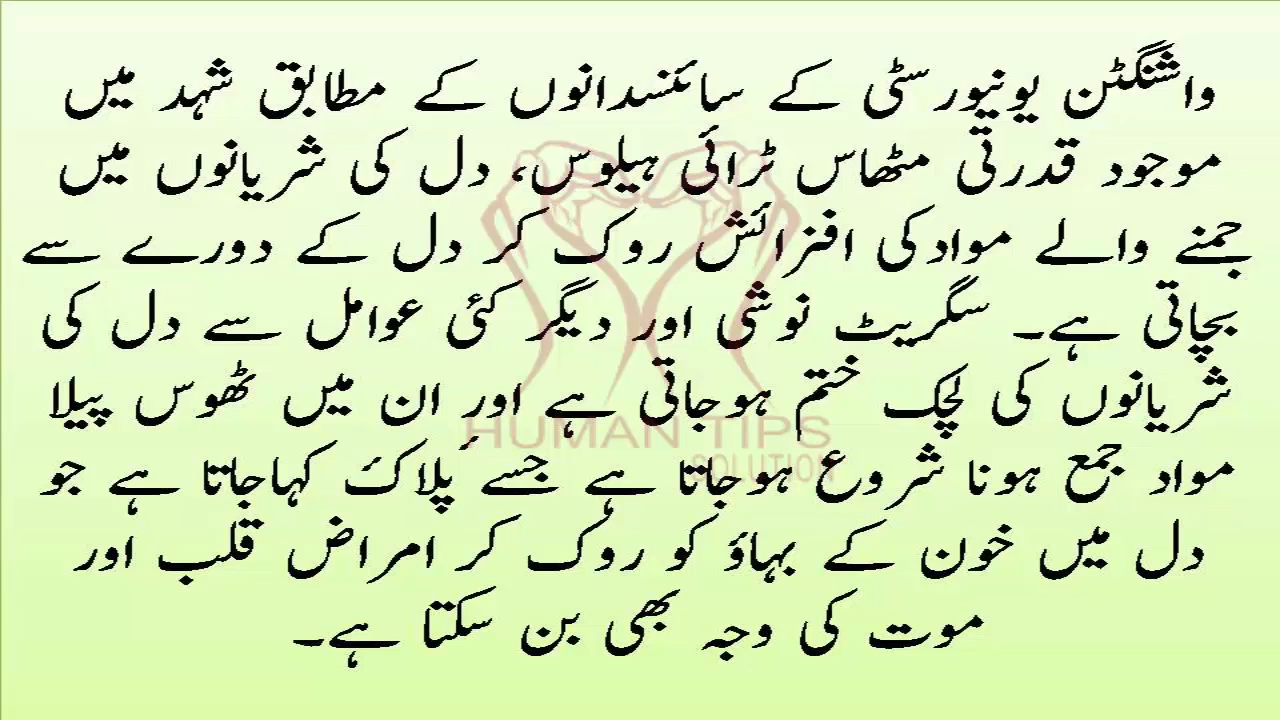 واشنگٹن یونیورسٹی کے سائنسدانوں کے مطابق شہد میں
موجود قدرتی مٹھاس ٹرائی ہیلوس، دل کی شریانوں میں
جمنے والے موادکی افزائش روک کر دل کے دورے سے
بچاتی ہے۔ سگریٹ نوشی اور دیگر کئی عوامل سے دل کی
شریانوں کی لچک ختم ہوجاتی ہے اور ان میں ٹھوس پیلا
مواد جمع ہونا شروع ہوجاتا ہے جسے ُپلاک کہاجاتا ہے جو
دل میں خون کے بہاؤ کو روک کر امراض قلب اور
موت کی وجہ بھی بن سکتا ہے۔
HUMAN TIPS
SOLUTION